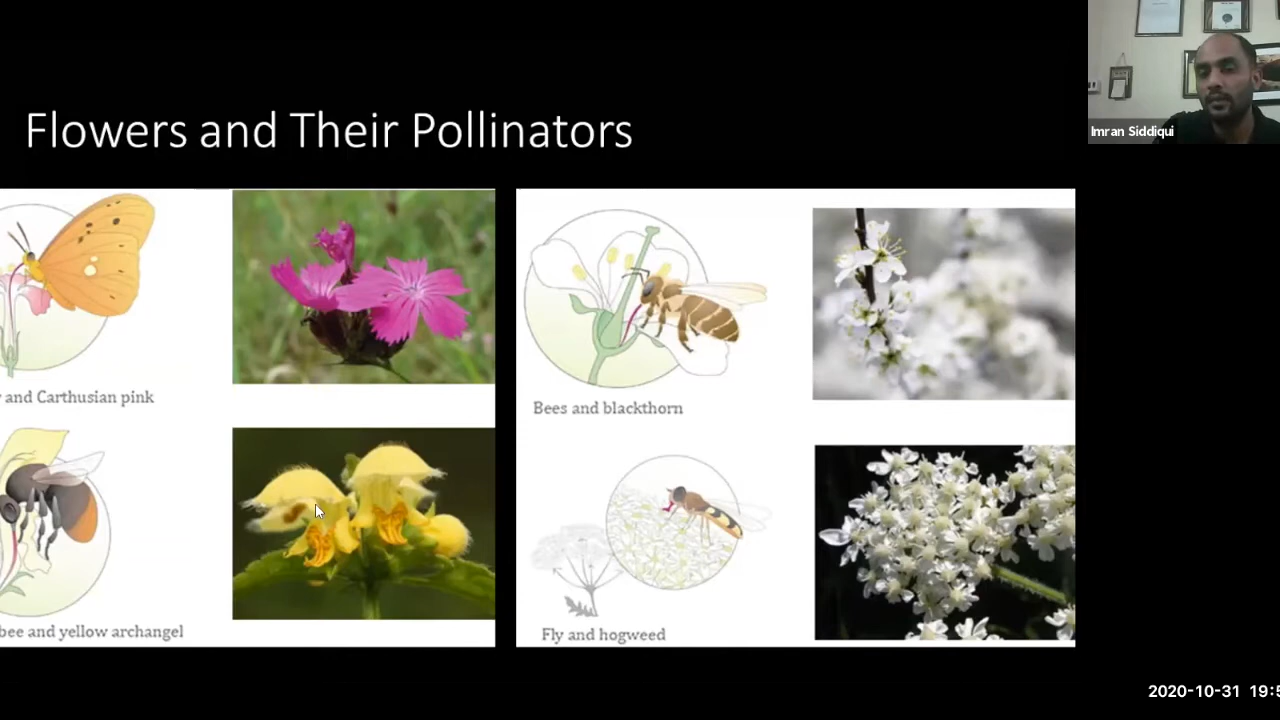 Imran Siddiqui
Flowers and Their Pollinators
and Carthusian pink
Bees and blackthorn
bee and yellow archangel
Fly and hogweed
2020-10-31 19:5